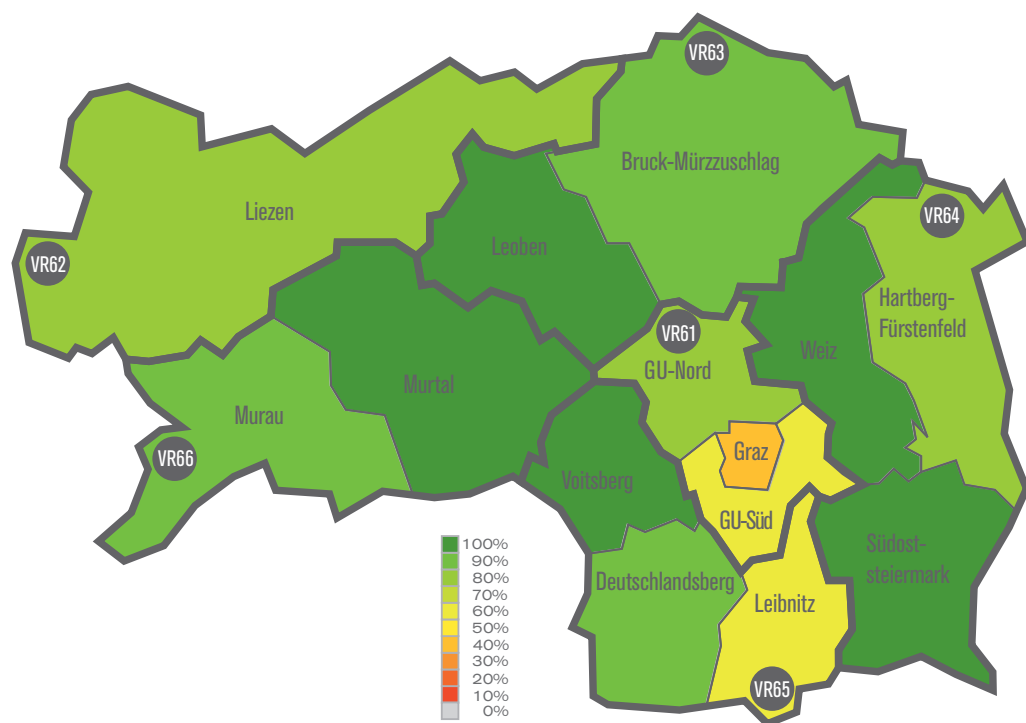 VR63
Bruck-Mürzzuschlag
Liezen
VR64
Leoben
VR62
Hartberg-
Fürstenfeld
VR61
GU-Nord
Weiz
Murtal
Murau
VR66
Graz
Voitsberg
GU-Süd
Südost-
steiermark
Deutschlandsberg
Leibnitz
VR65
100%
90%
80%
70%
60%
50%
40%
30%
20%
10%
0%